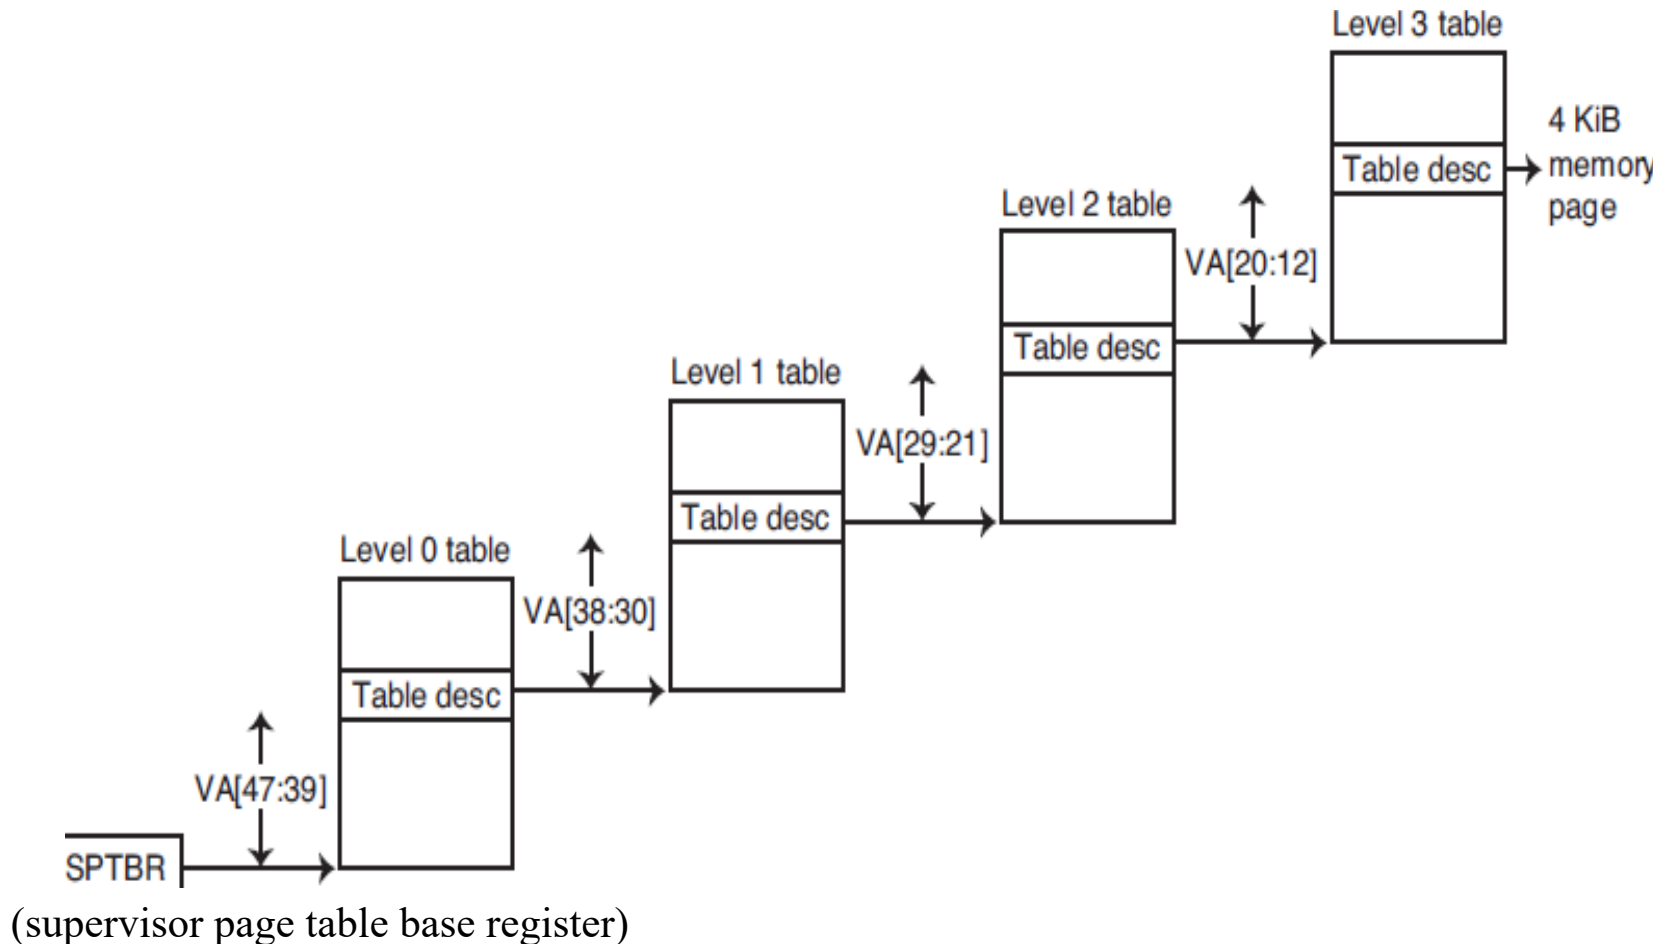 Level 3 table
4 KiB
memory
page
Table desc
Level 2 table
VA[20:12]
Table desc
Level 1 table
VA[29:21]
Table desc
Level 0 table
VA[38:30]
Table desc
VA[47:39]
SPTBR
(supervisor page table base register)